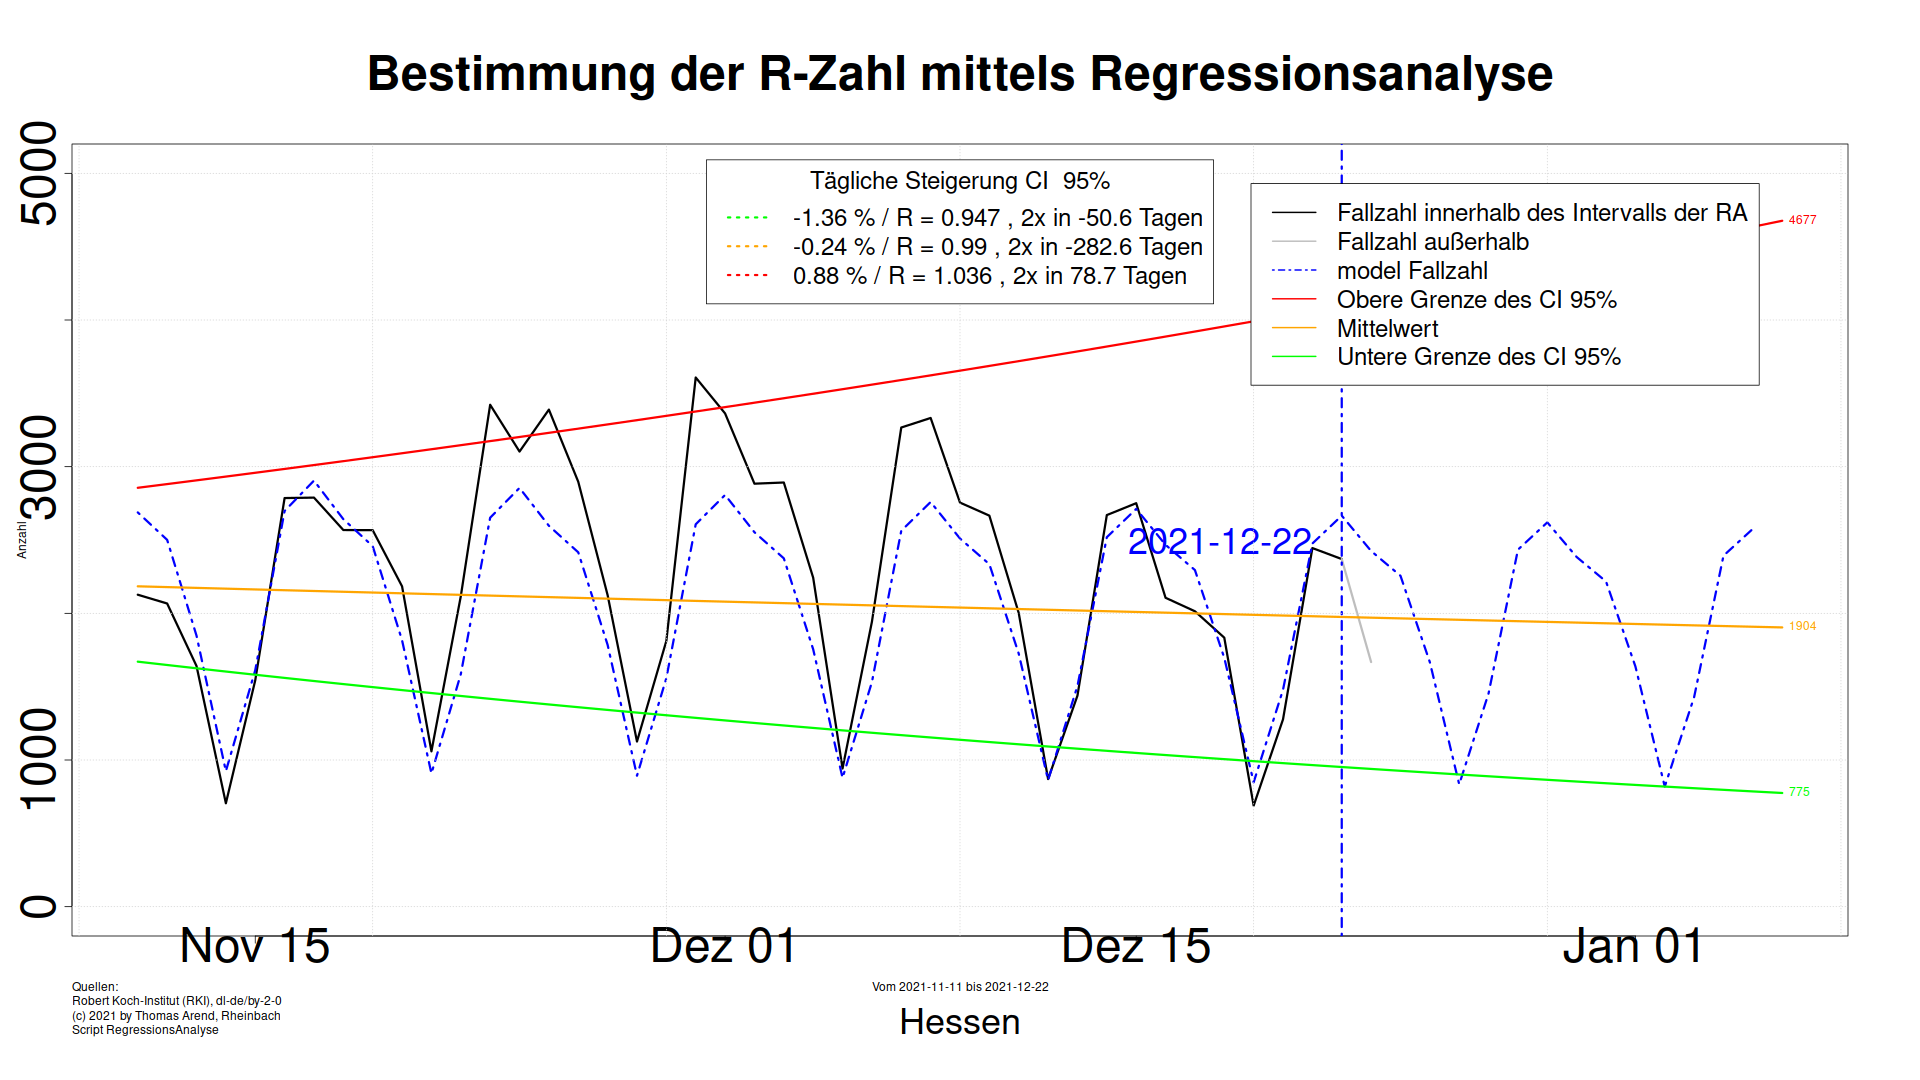 Bestimmung der R-Zahl mittels Regressionsanalyse
Tägliche Steigerung CI 95%
-1.36 % / R = 0.947 , 2x in -50.6 Tagen
-0.24 % / R = 0.99 , 2x in -282.6 Tagen
0.88 % / R = 1.036 , 2x in 78.7 Tagen
Fallzahl innerhalb des Intervalls der RA
Fallzahl außerhalb
model Fallzahl
Obere Grenze des CI 95%
Mittelwert
Untere Grenze des CI 95%
4677
2021-12-22
1904
775
5000
3000
1000
0
Anzahl
Nov 15
Dez 01
Dez 15
Jan 01
Quellen:
Robert Koch-Institut (RKI), dl-de/by-2-0
(c) 2021 by Thomas Arend, Rheinbach
Script RegressionsAnalyse
Vom 2021-11-11 bis 2021-12-22
Hessen